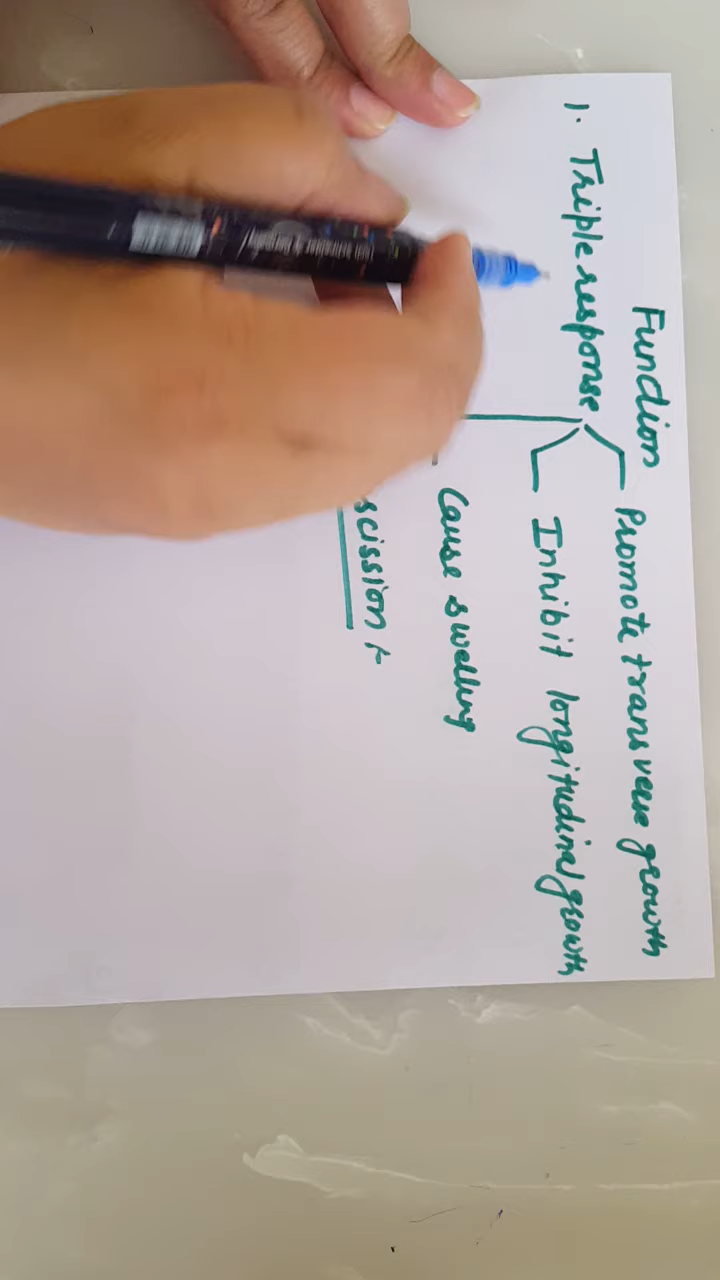 Function
Promote transverse growth
1. Triple response
Inhibit longitudinal growth
Cause swelling
scission :-